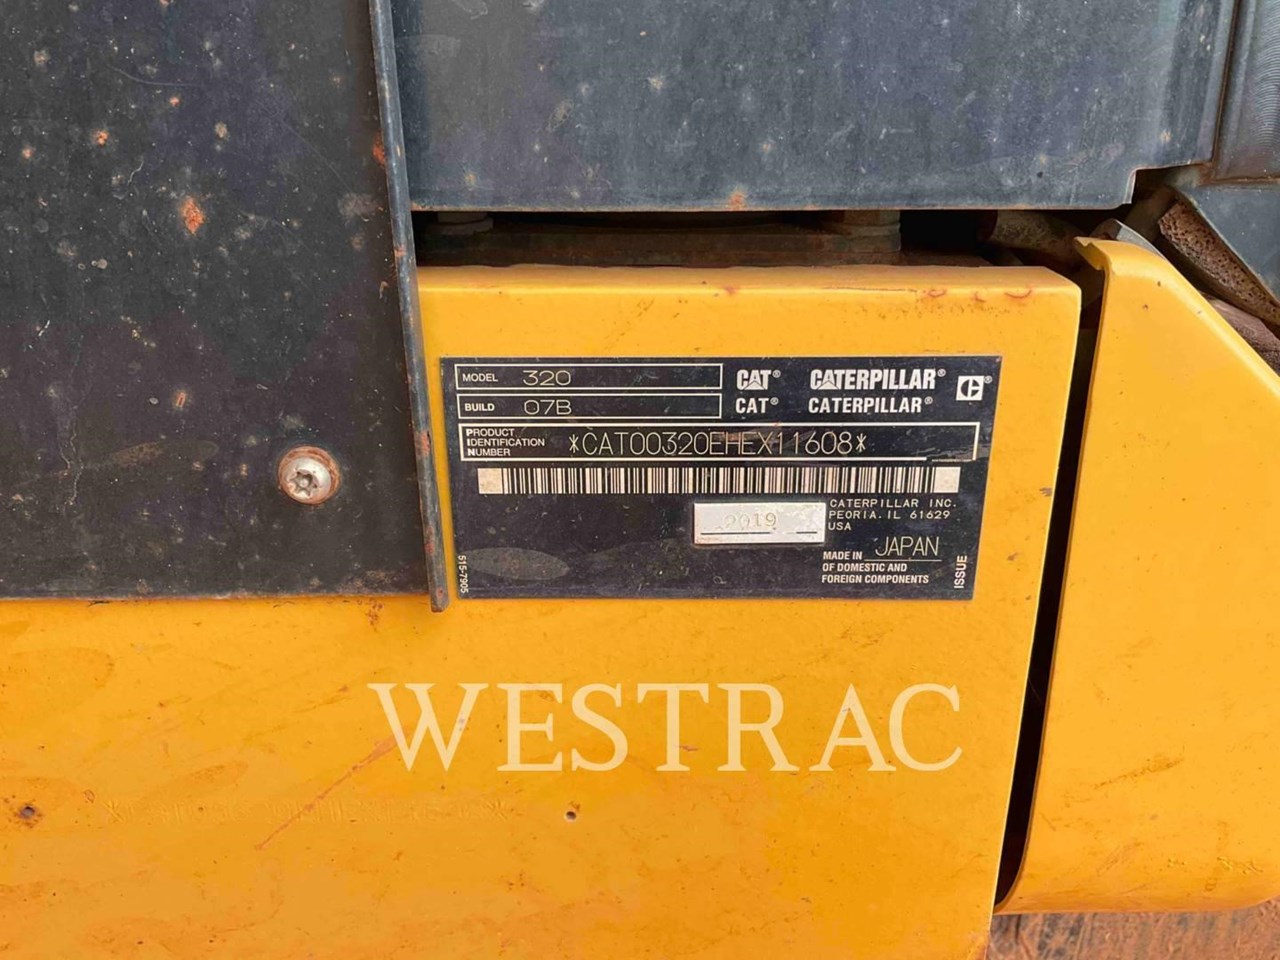 MODEL 320
BUILD 07B
CAT® CATERPILLAR®
CAT® CATERPILLAR®
C®
PRODUCT
IDENTIFICATION
NUMBER
*CAT00320EHEX11608*
2019
CATERPILLAR INC.
PEORIA, IL 61629
USA
MADE IN JAPAN
OF DOMESTIC AND
FOREIGN COMPONENTS
515-7905
ISSUE
WESTRAC